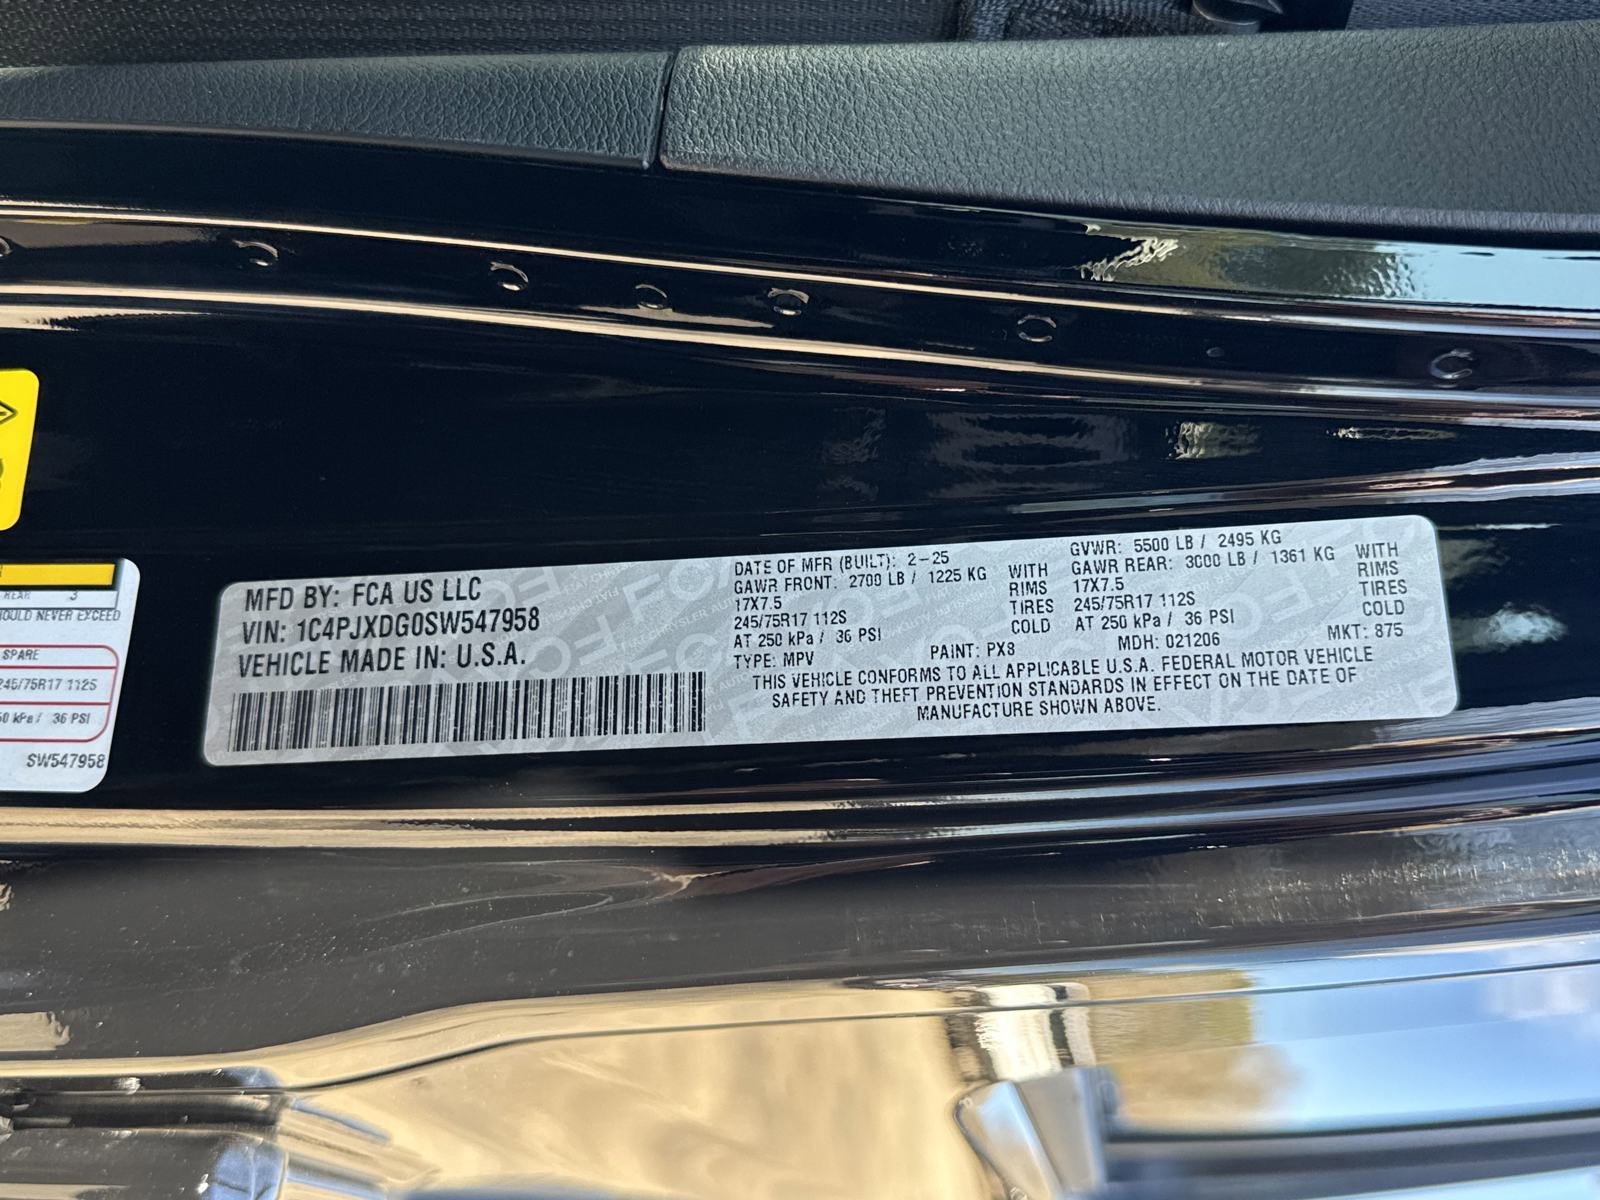 REAR 3
HOULD NEVER EXCEED
SPARE
245/75R17 112S
50 kPa / 36 PSI
SW547958
MFD BY: FCA US LLC
VIN: 1C4PJXDG0SW547958
VEHICLE MADE IN: U.S.A.
DATE OF MFR (BUILT): 2-25
GAWR FRONT: 2700 LB / 1225 KG WITH
17X7.5 RIMS
245/75R17 112S TIRES
AT 250 kPa / 36 PSI COLD
GVWR: 5500 LB / 2495 KG
GAWR REAR: 3000 LB / 1361 KG WITH
17X7.5 RIMS
245/75R17 112S TIRES
AT 250 kPa / 36 PSI COLD
TYPE: MPV PAINT: PX8 MDH: 021206 MKT: 875
THIS VEHICLE CONFORMS TO ALL APPLICABLE U.S.A. FEDERAL MOTOR VEHICLE
SAFETY AND THEFT PREVENTION STANDARDS IN EFFECT ON THE DATE OF
MANUFACTURE SHOWN ABOVE.